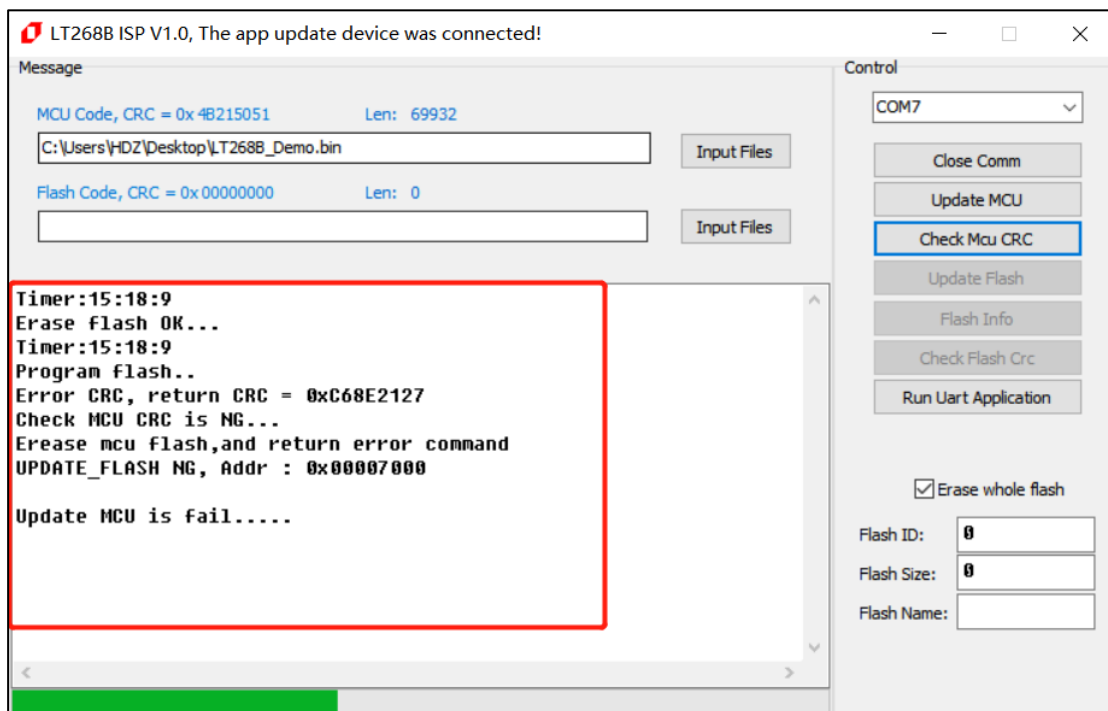 LT268B ISP V1.0, The app update device was connected!
Message
MCU Code, CRC = 0x 4B215051 Len: 69932
C:\Users\HDZ\Desktop\LT268B_Demo.bin
Input Files
Flash Code, CRC = 0x 00000000 Len: 0
Input Files
Timer:15:18:9
Erase flash OK...
Timer:15:18:9
Program flash..
Error CRC, return CRC = 0xC68E2127
Check MCU CRC is NG...
Erease mcu flash,and return error command
UPDATE_FLASH NG, Addr : 0x00007000
Update MCU is fail.....
Control
COM7
Close Comm
Update MCU
Check Mcu CRC
Update Flash
Flash Info
Check Flash Crc
Run Uart Application
Erase whole flash
Flash ID: 0
Flash Size: 0
Flash Name: